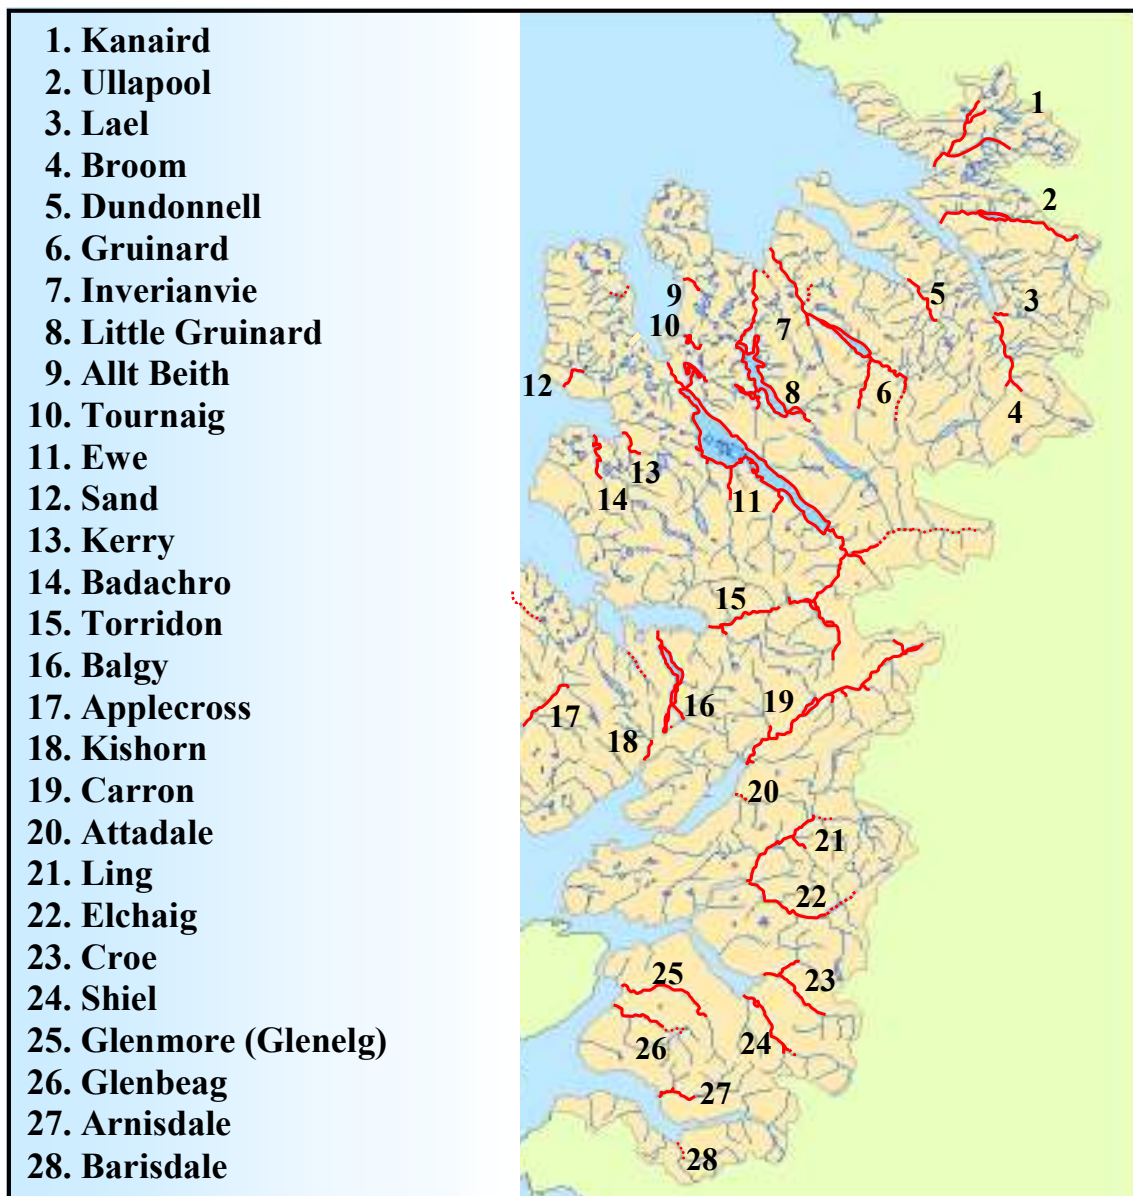 1. Kanaird
2. Ullapool
3. Lael
4. Broom
5. Dundonnell
6. Gruinard
7. Inverianvie
8. Little Gruinard
9. Allt Beith
10. Tournaig
11. Ewe
12. Sand
13. Kerry
14. Badachro
15. Torridon
16. Balgy
17. Applecross
18. Kishorn
19. Carron
20. Attadale
21. Ling
22. Elchaig
23. Croe
24. Shiel
25. Glenmore (Glenelg)
26. Glenbeag
27. Arnisdale
28. Barisdale
1
2
3
4
5
6
7
8
9
10
11
12
13
14
15
16
17
18
19
20
21
22
23
24
25
26
27
28